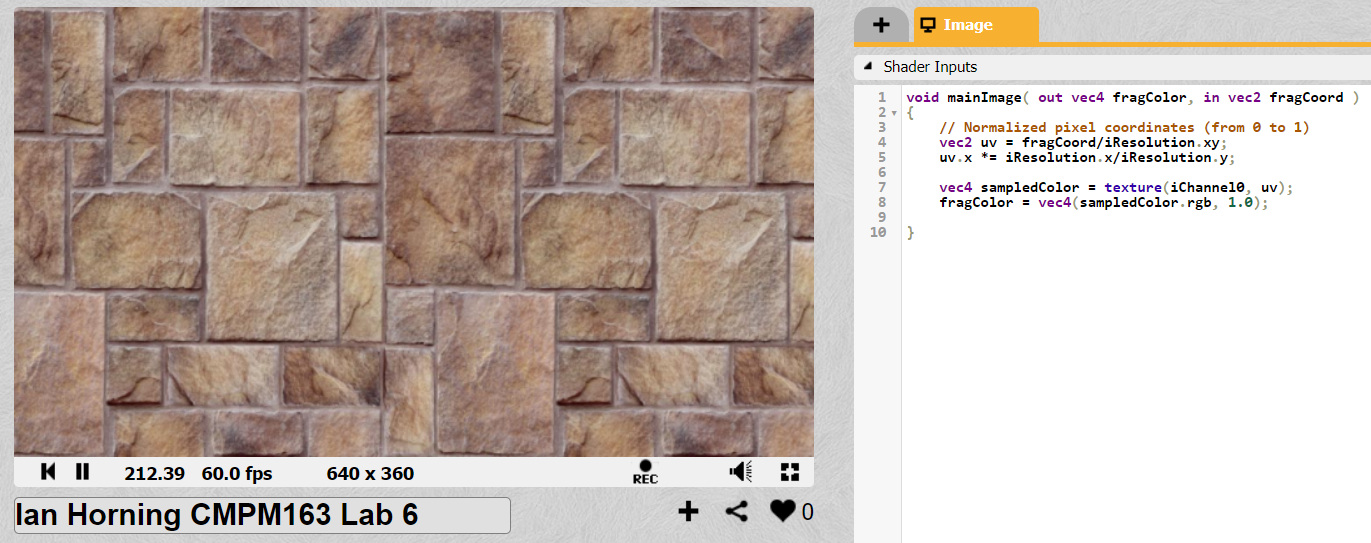 Image
Shader Inputs
1 void mainImage( out vec4 fragColor, in vec2 fragCoord )
2 {
3 // Normalized pixel coordinates (from 0 to 1)
4 vec2 uv = fragCoord/iResolution.xy;
5 uv.x *= iResolution.x/iResolution.y;
6
7 vec4 sampledColor = texture(iChannel0, uv);
8 fragColor = vec4(sampledColor.rgb, 1.0);
9
10 }
212.39 60.0 fps 640 x 360 REC
Ian Horning CMPM163 Lab 6 0